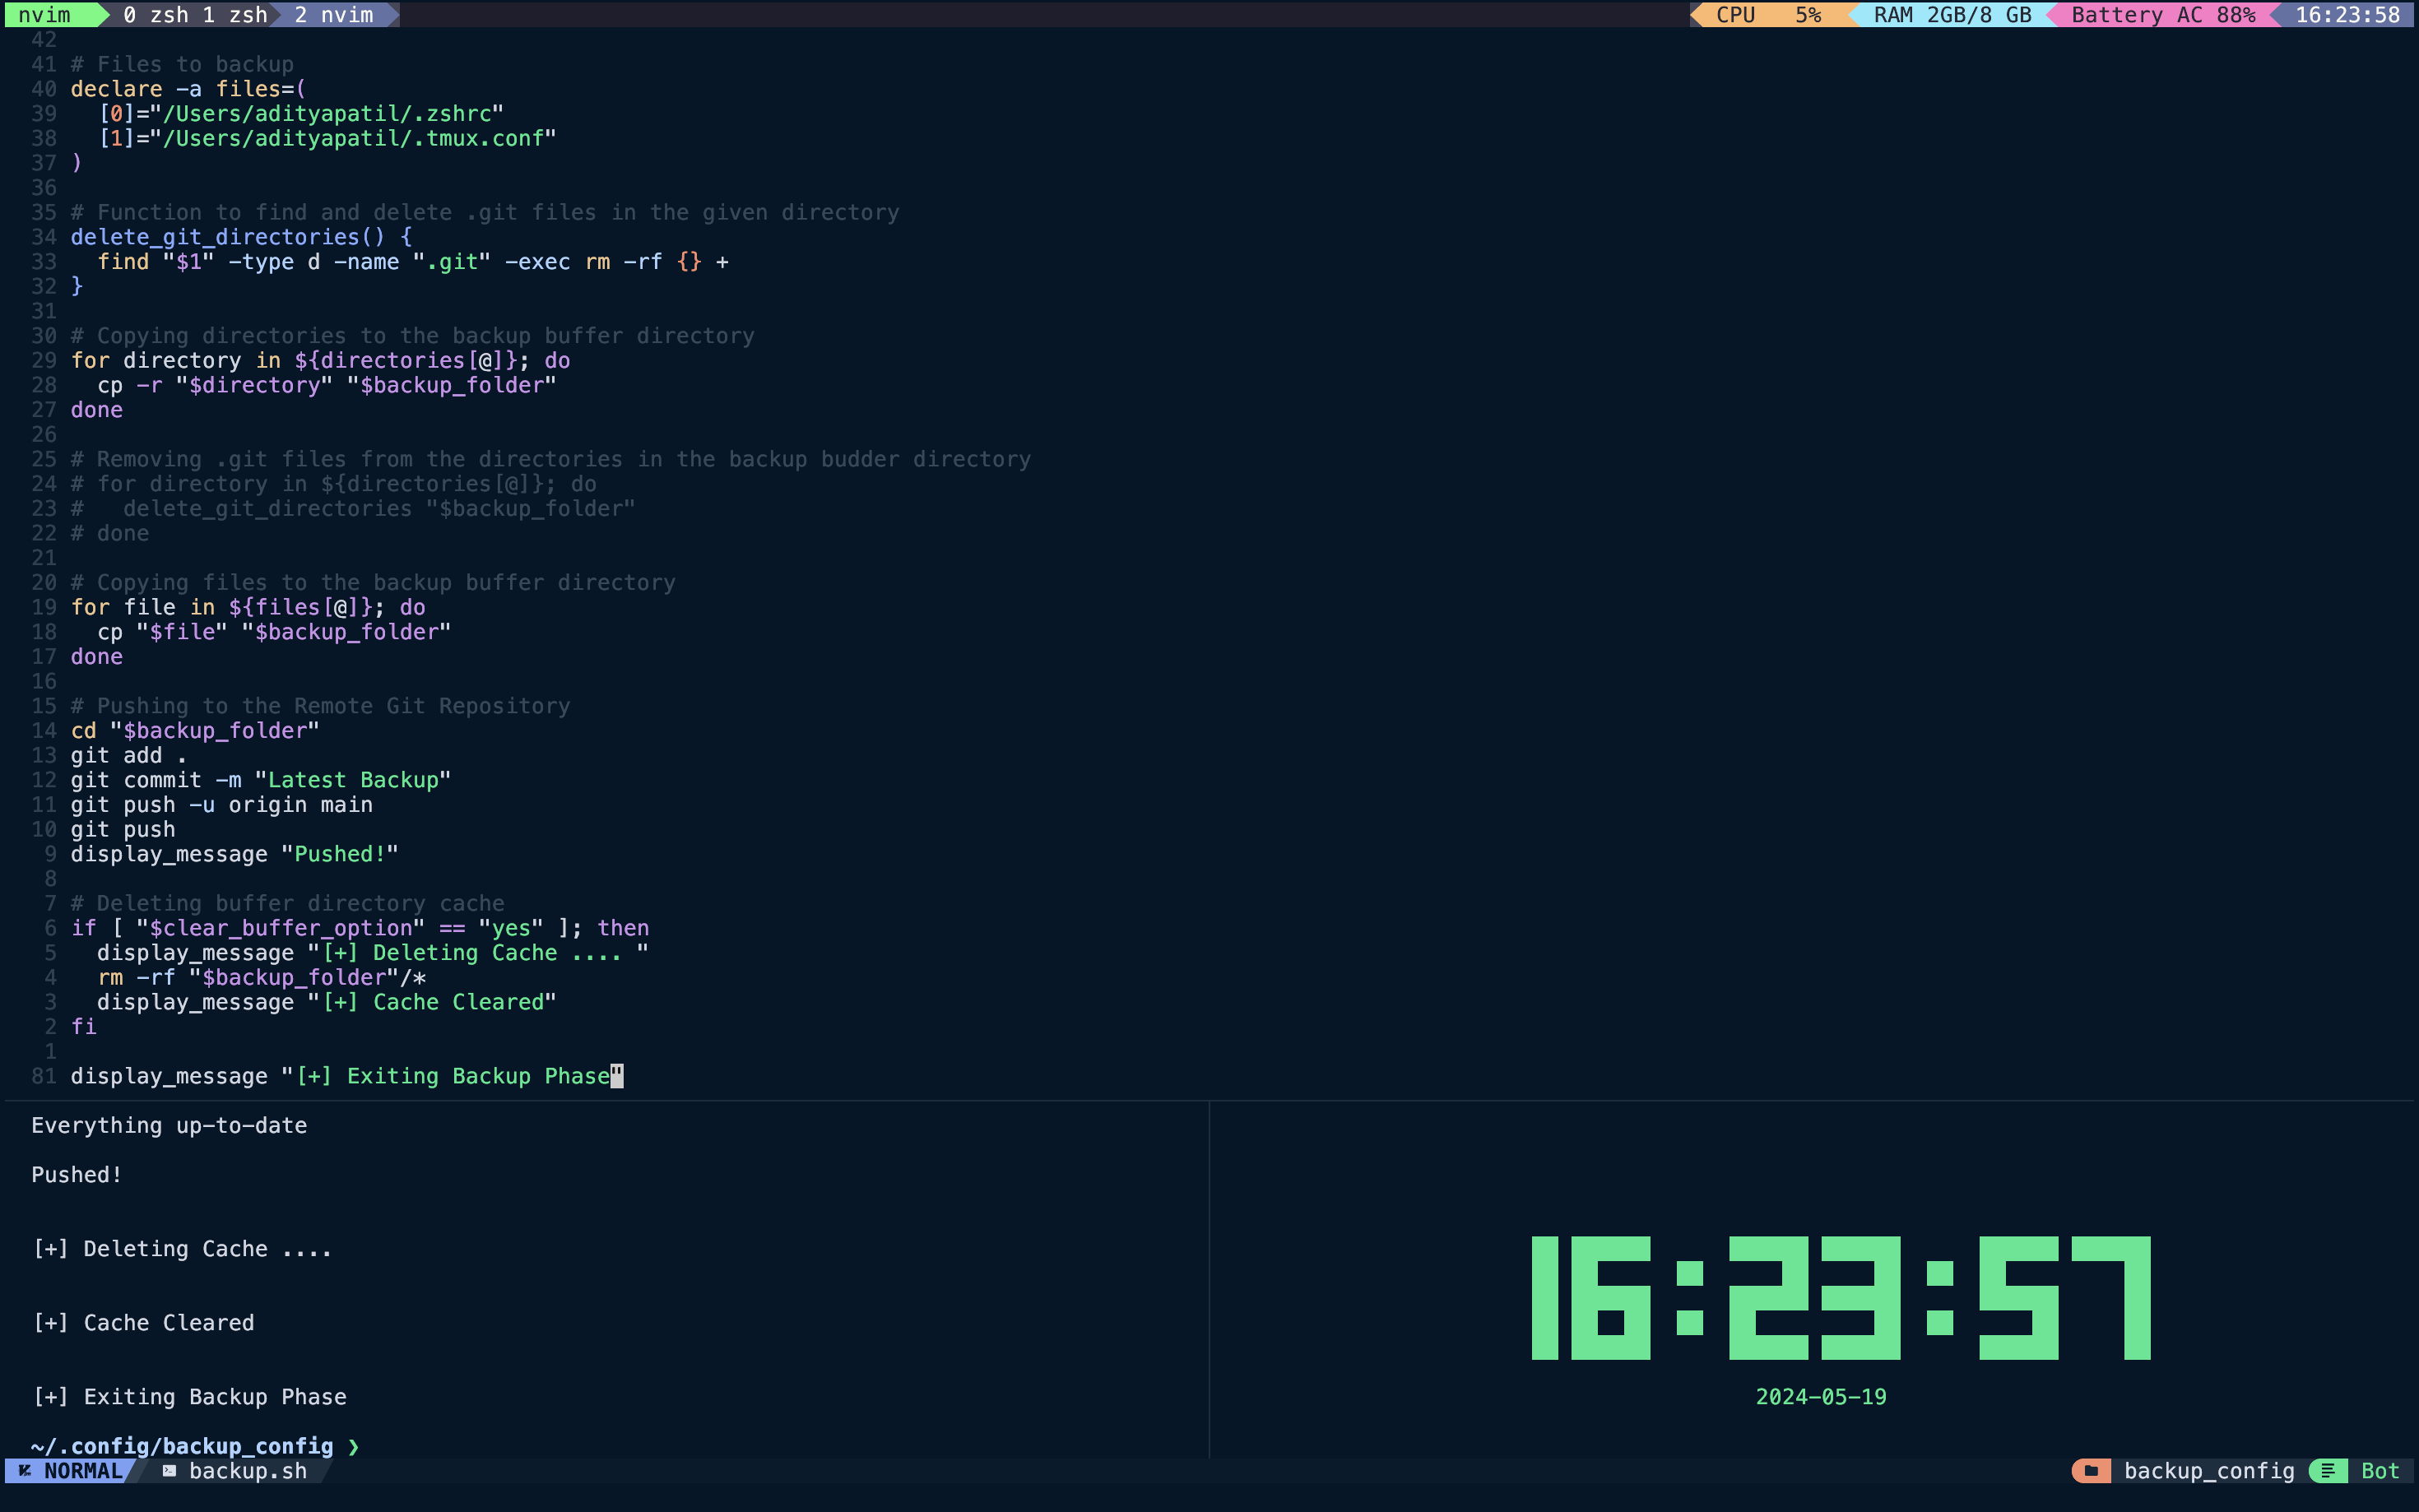 nvim 0 zsh 1 zsh 2 nvim CPU 5% RAM 2GB/8 GB Battery AC 88% 16:23:58
42
41 # Files to backup
40 declare -a files=(
39   [0]="/Users/adityapatil/.zshrc"
38   [1]="/Users/adityapatil/.tmux.conf"
37 )
36
35 # Function to find and delete .git files in the given directory
34 delete_git_directories() {
33   find "$1" -type d -name ".git" -exec rm -rf {} +
32 }
31
30 # Copying directories to the backup buffer directory
29 for directory in ${directories[@]}; do
28   cp -r "$directory" "$backup_folder"
27 done
26
25 # Removing .git files from the directories in the backup budder directory
24 # for directory in ${directories[@]}; do
23 #   delete_git_directories "$backup_folder"
22 # done
21
20 # Copying files to the backup buffer directory
19 for file in ${files[@]}; do
18   cp "$file" "$backup_folder"
17 done
16
15 # Pushing to the Remote Git Repository
14 cd "$backup_folder"
13 git add .
12 git commit -m "Latest Backup"
11 git push -u origin main
10 git push
9 display_message "Pushed!"
8
7 # Deleting buffer directory cache
6 if [ "$clear_buffer_option" == "yes" ]; then
5   display_message "[+] Deleting Cache .... "
4   rm -rf "$backup_folder"/*
3   display_message "[+] Cache Cleared"
2 fi
1
81 display_message "[+] Exiting Backup Phase"
Everything up-to-date
Pushed!
[+] Deleting Cache ....
[+] Cache Cleared
[+] Exiting Backup Phase
~/.config/backup_config ❯
16:23:57
2024-05-19
NORMAL backup.sh backup_config Bot